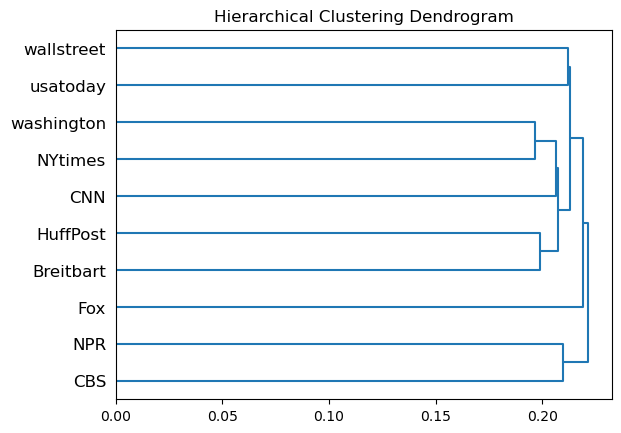 Hierarchical Clustering Dendrogram
wallstreet
usatoday
washington
NYtimes
CNN
HuffPost
Breitbart
Fox
NPR
CBS
0.00 0.05 0.10 0.15 0.20